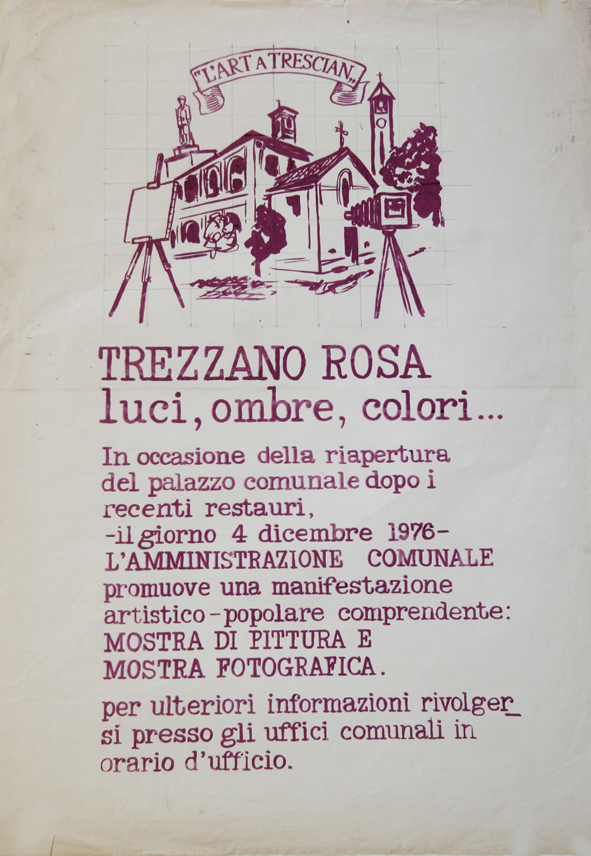 "L'ART A TRESCIAN„
TREZZANO ROSA
luci, ombre, colori...
In occasione della riapertura
del palazzo comunale dopo i
recenti restauri,
-il giorno 4 dicembre 1976-
L'AMMINISTRAZIONE COMUNALE
promuove una manifestazione
artistico-popolare comprendente:
MOSTRA DI PITTURA E
MOSTRA FOTOGRAFICA.
per ulteriori informazioni rivolger_
si presso gli uffici comunali in
orario d'ufficio.